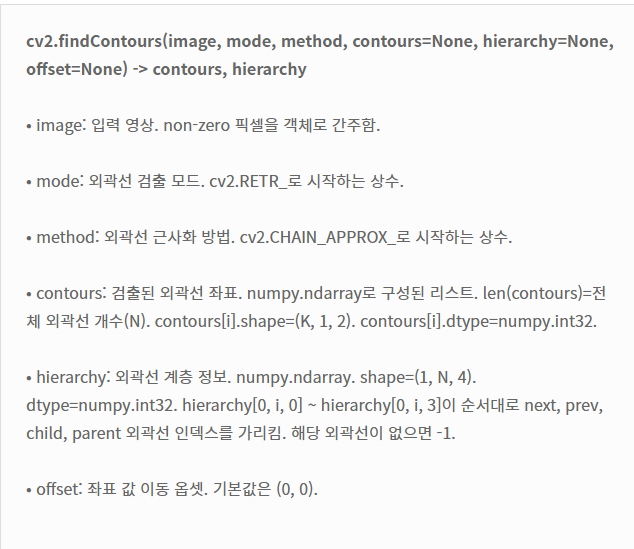 cv2.findContours(image, mode, method, contours=None, hierarchy=None,
offset=None) -> contours, hierarchy
• image: 입력 영상. non-zero 픽셀을 객체로 간주함.
• mode: 외곽선 검출 모드. cv2.RETR_로 시작하는 상수.
• method: 외곽선 근사화 방법. cv2.CHAIN_APPROX_로 시작하는 상수.
• contours: 검출된 외곽선 좌표. numpy.ndarray로 구성된 리스트. len(contours)=전
체 외곽선 개수(N). contours[i].shape=(K, 1, 2). contours[i].dtype=numpy.int32.
• hierarchy: 외곽선 계층 정보. numpy.ndarray. shape=(1, N, 4).
dtype=numpy.int32. hierarchy[0, i, 0] ~ hierarchy[0, i, 3]이 순서대로 next, prev,
child, parent 외곽선 인덱스를 가리킴. 해당 외곽선이 없으면 -1.
• offset: 좌표 값 이동 옵셋. 기본값은 (0, 0).